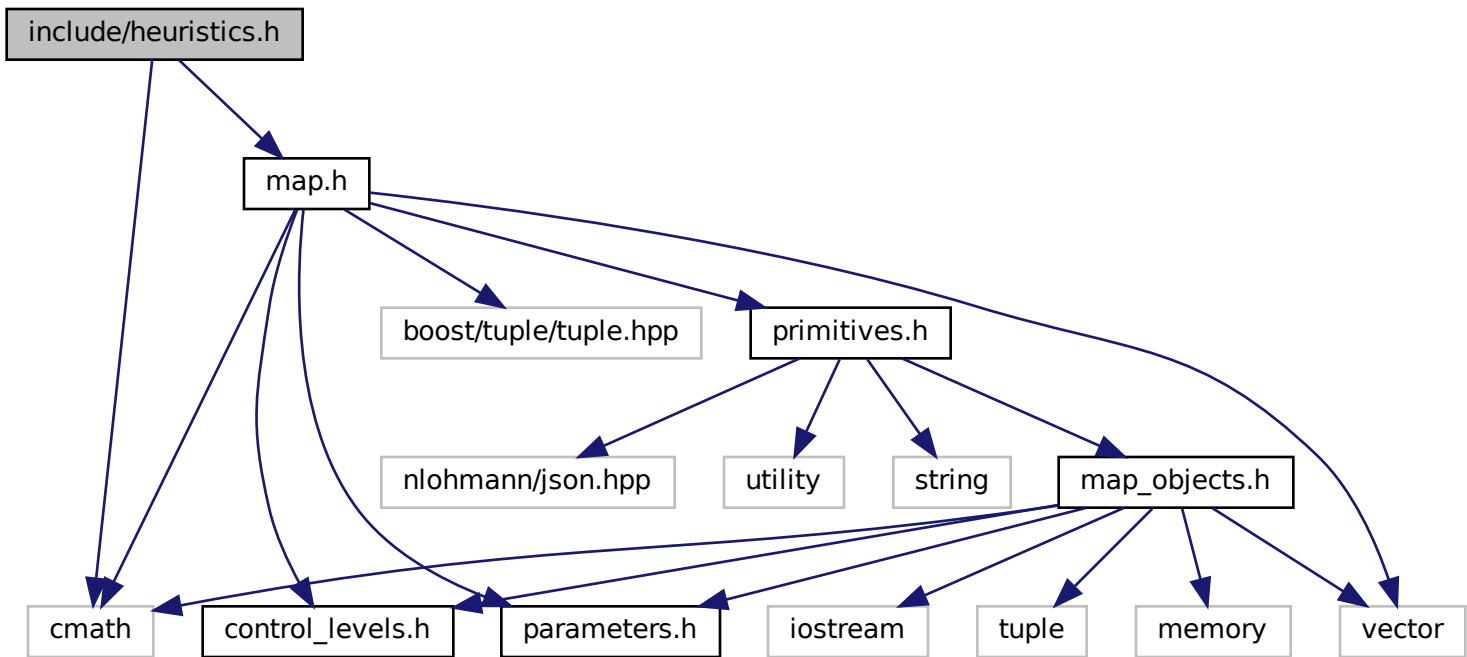 include/heuristics.h
map.h
boost/tuple/tuple.hpp
primitives.h
nlohmann/json.hpp
utility
string
map_objects.h
cmath
control_levels.h
parameters.h
iostream
tuple
memory
vector